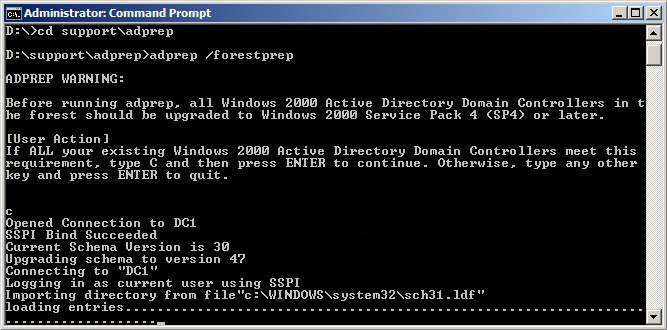 Administrator: Command Prompt
D:\>cd support\adprep
D:\support\adprep>adprep /forestprep
ADPREP WARNING:
Before running adprep, all Windows 2000 Active Directory Domain Controllers in t
he forest should be upgraded to Windows 2000 Service Pack 4 (SP4) or later.
[User Action]
If ALL your existing Windows 2000 Active Directory Domain Controllers meet this
requirement, type C and then press ENTER to continue. Otherwise, type any other
key and press ENTER to quit.
c
Opened Connection to DC1
SSPI Bind Succeeded
Current Schema Version is 30
Upgrading schema to version 47
Connecting to "DC1"
Logging in as current user using SSPI
Importing directory from file"c:\WINDOWS\system32\sch31.ldf"
loading entries.................................................................
...................